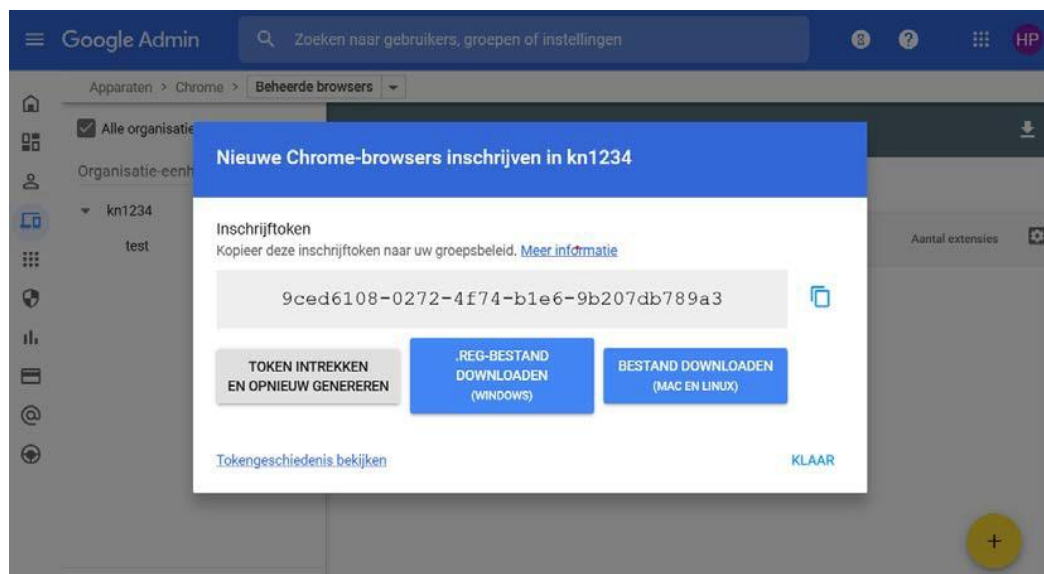 Google Admin
Zoeken naar gebruikers, groepen of instellingen
8
?
HP
Apparaten > Chrome > Beheerde browsers
Alle organisatie
Organisatie-eenh
kn1234
test
Aantal extensies
Nieuwe Chrome-browsers inschrijven in kn1234
Inschrijftoken
Kopieer deze inschrijftoken naar uw groepsbeleid. Meer informatie
9ced6108-0272-4f74-b1e6-9b207db789a3
TOKEN INTREKKEN
EN OPNIEUW GENEREREN
.REG-BESTAND
DOWNLOADEN
(WINDOWS)
BESTAND DOWNLOADEN
(MAC EN LINUX)
Tokengeschiedenis bekijken
KLAAR